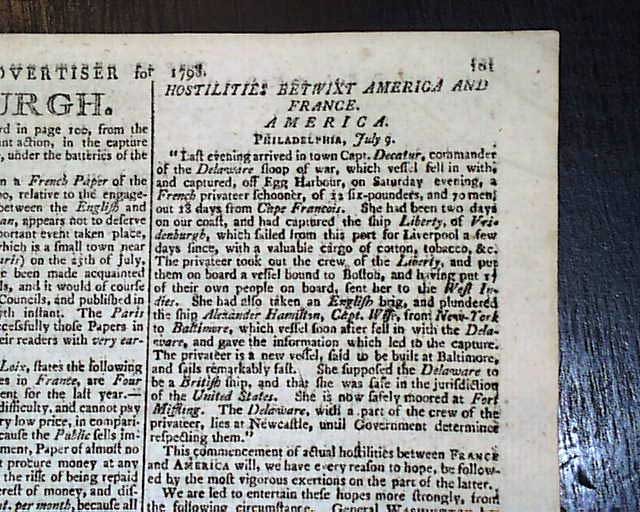 DVERTISER for 1798.
181
URGH.
rd in page 100, from the
nt action, in the capture
, under the batteries of the
n a French Paper of the
bo, relative to the engage-
between the English and
an, appears not to deserve
portant event taken place,
which is a small town near
aris) on the 25th of July,
e been made acquainted
ls, and it would of course
Councils, and published in
th instant. The Paris
ccessfully those Papers in
heir readers with very ear-
Loix, states the following
es in France, are Four
ent for the last year.—
difficulty, and cannot pay
very low price, in compari-
cause the Public sells im-
ment, Paper of almost no
t procure money at any
the risk of being repaid
erest of money, and dis-
nt. per month, because all
HOSTILITIES BETWIXT AMERICA AND
FRANCE.
AMERICA.
PHILADELPHIA, July 9.
"Last evening arrived in town Capt. Decatur, commander
of the Delaware sloop of war, which vessel fell in with,
and captured, off Egg Harbour, on Saturday evening, a
French privateer schooner, of 12 six-pounders, and 70 men,
out 18 days from Cape Francois. She had been two days
on our coast, and had captured the ship Liberty, of Vre-
denburgh, which sailed from this port for Liverpool a few
days since, with a valuable cargo of cotton, tobacco, &c.
The privateer took out the crew of the Liberty, and put
them on board a vessel bound to Boston, and having put
of their own people on board, sent her to the West In-
dies. She had also taken an English brig, and plundered
the ship Alexander Hamilton, Capt. from New-York
to Baltimore, which vessel soon after fell in with the Dela-
ware, and gave the information which led to the capture.
The privateer is a new vessel, said to be built at Baltimore,
and sails remarkably fast. She supposed the Delaware to
be a British ship, and that she was safe in the jurisdiction
of the United States. She is now safely moored at Fort
Miffling. The Delaware, with a part of the crew of the
privateer, lies at Newcastle, until Government determine
respecting them."
This commencement of actual hostilities between FRANCE
and AMERICA will, we have every reason to hope, be follow-
ed by the most vigorous exertions on the part of the latter.
We are led to entertain these hopes more strongly, from
the following circumstance. General WASHINGTON